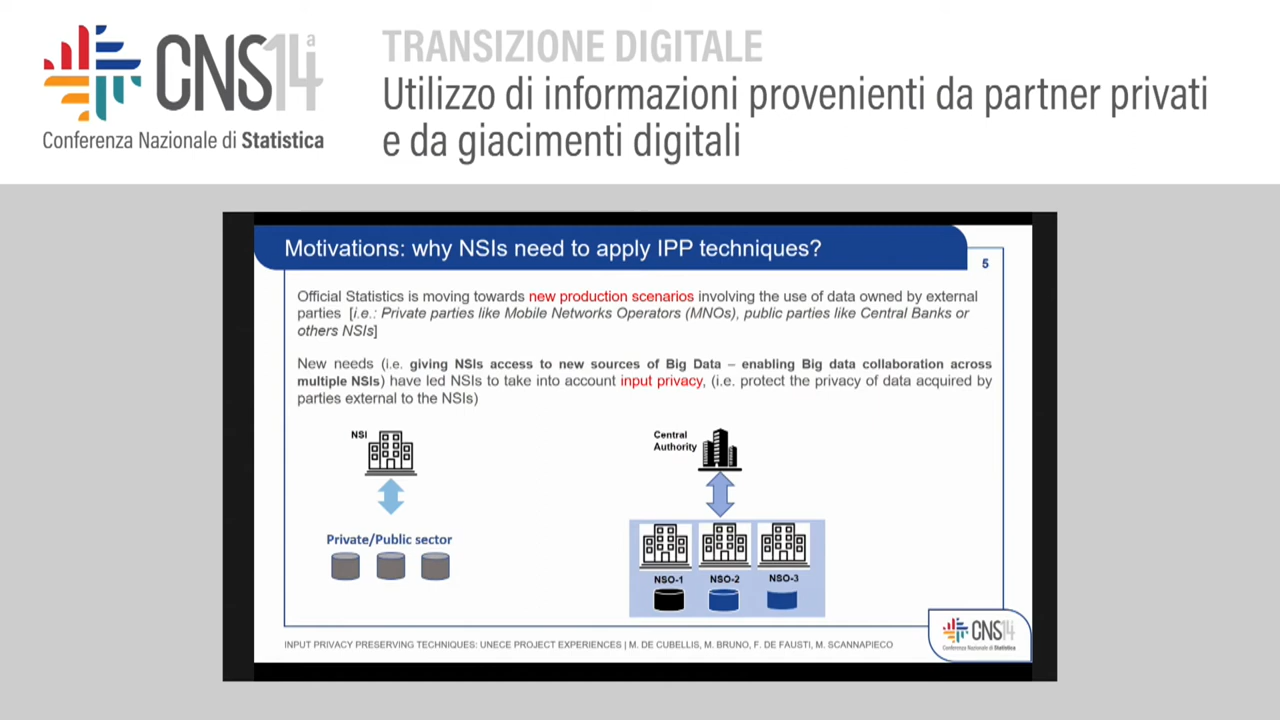 CNS14ª
Conferenza Nazionale di Statistica
TRANSIZIONE DIGITALE
Utilizzo di informazioni provenienti da partner privati
e da giacimenti digitali
Motivations: why NSIs need to apply IPP techniques?
5
Official Statistics is moving towards new production scenarios involving the use of data owned by external
parties [i.e.: Private parties like Mobile Networks Operators (MNOs), public parties like Central Banks or
others NSIs]
New needs (i.e. giving NSIs access to new sources of Big Data – enabling Big data collaboration across
multiple NSIs) have led NSIs to take into account input privacy, (i.e. protect the privacy of data acquired by
parties external to the NSIs)
NSI
Private/Public sector
Central
Authority
NSO-1
NSO-2
NSO-3
INPUT PRIVACY PRESERVING TECHNIQUES: UNECE PROJECT EXPERIENCES | M. DE CUBELLIS, M. BRUNO, F. DE FAUSTI, M. SCANNAPIECO
CNS14
Conferenza Nazionale di Statistica